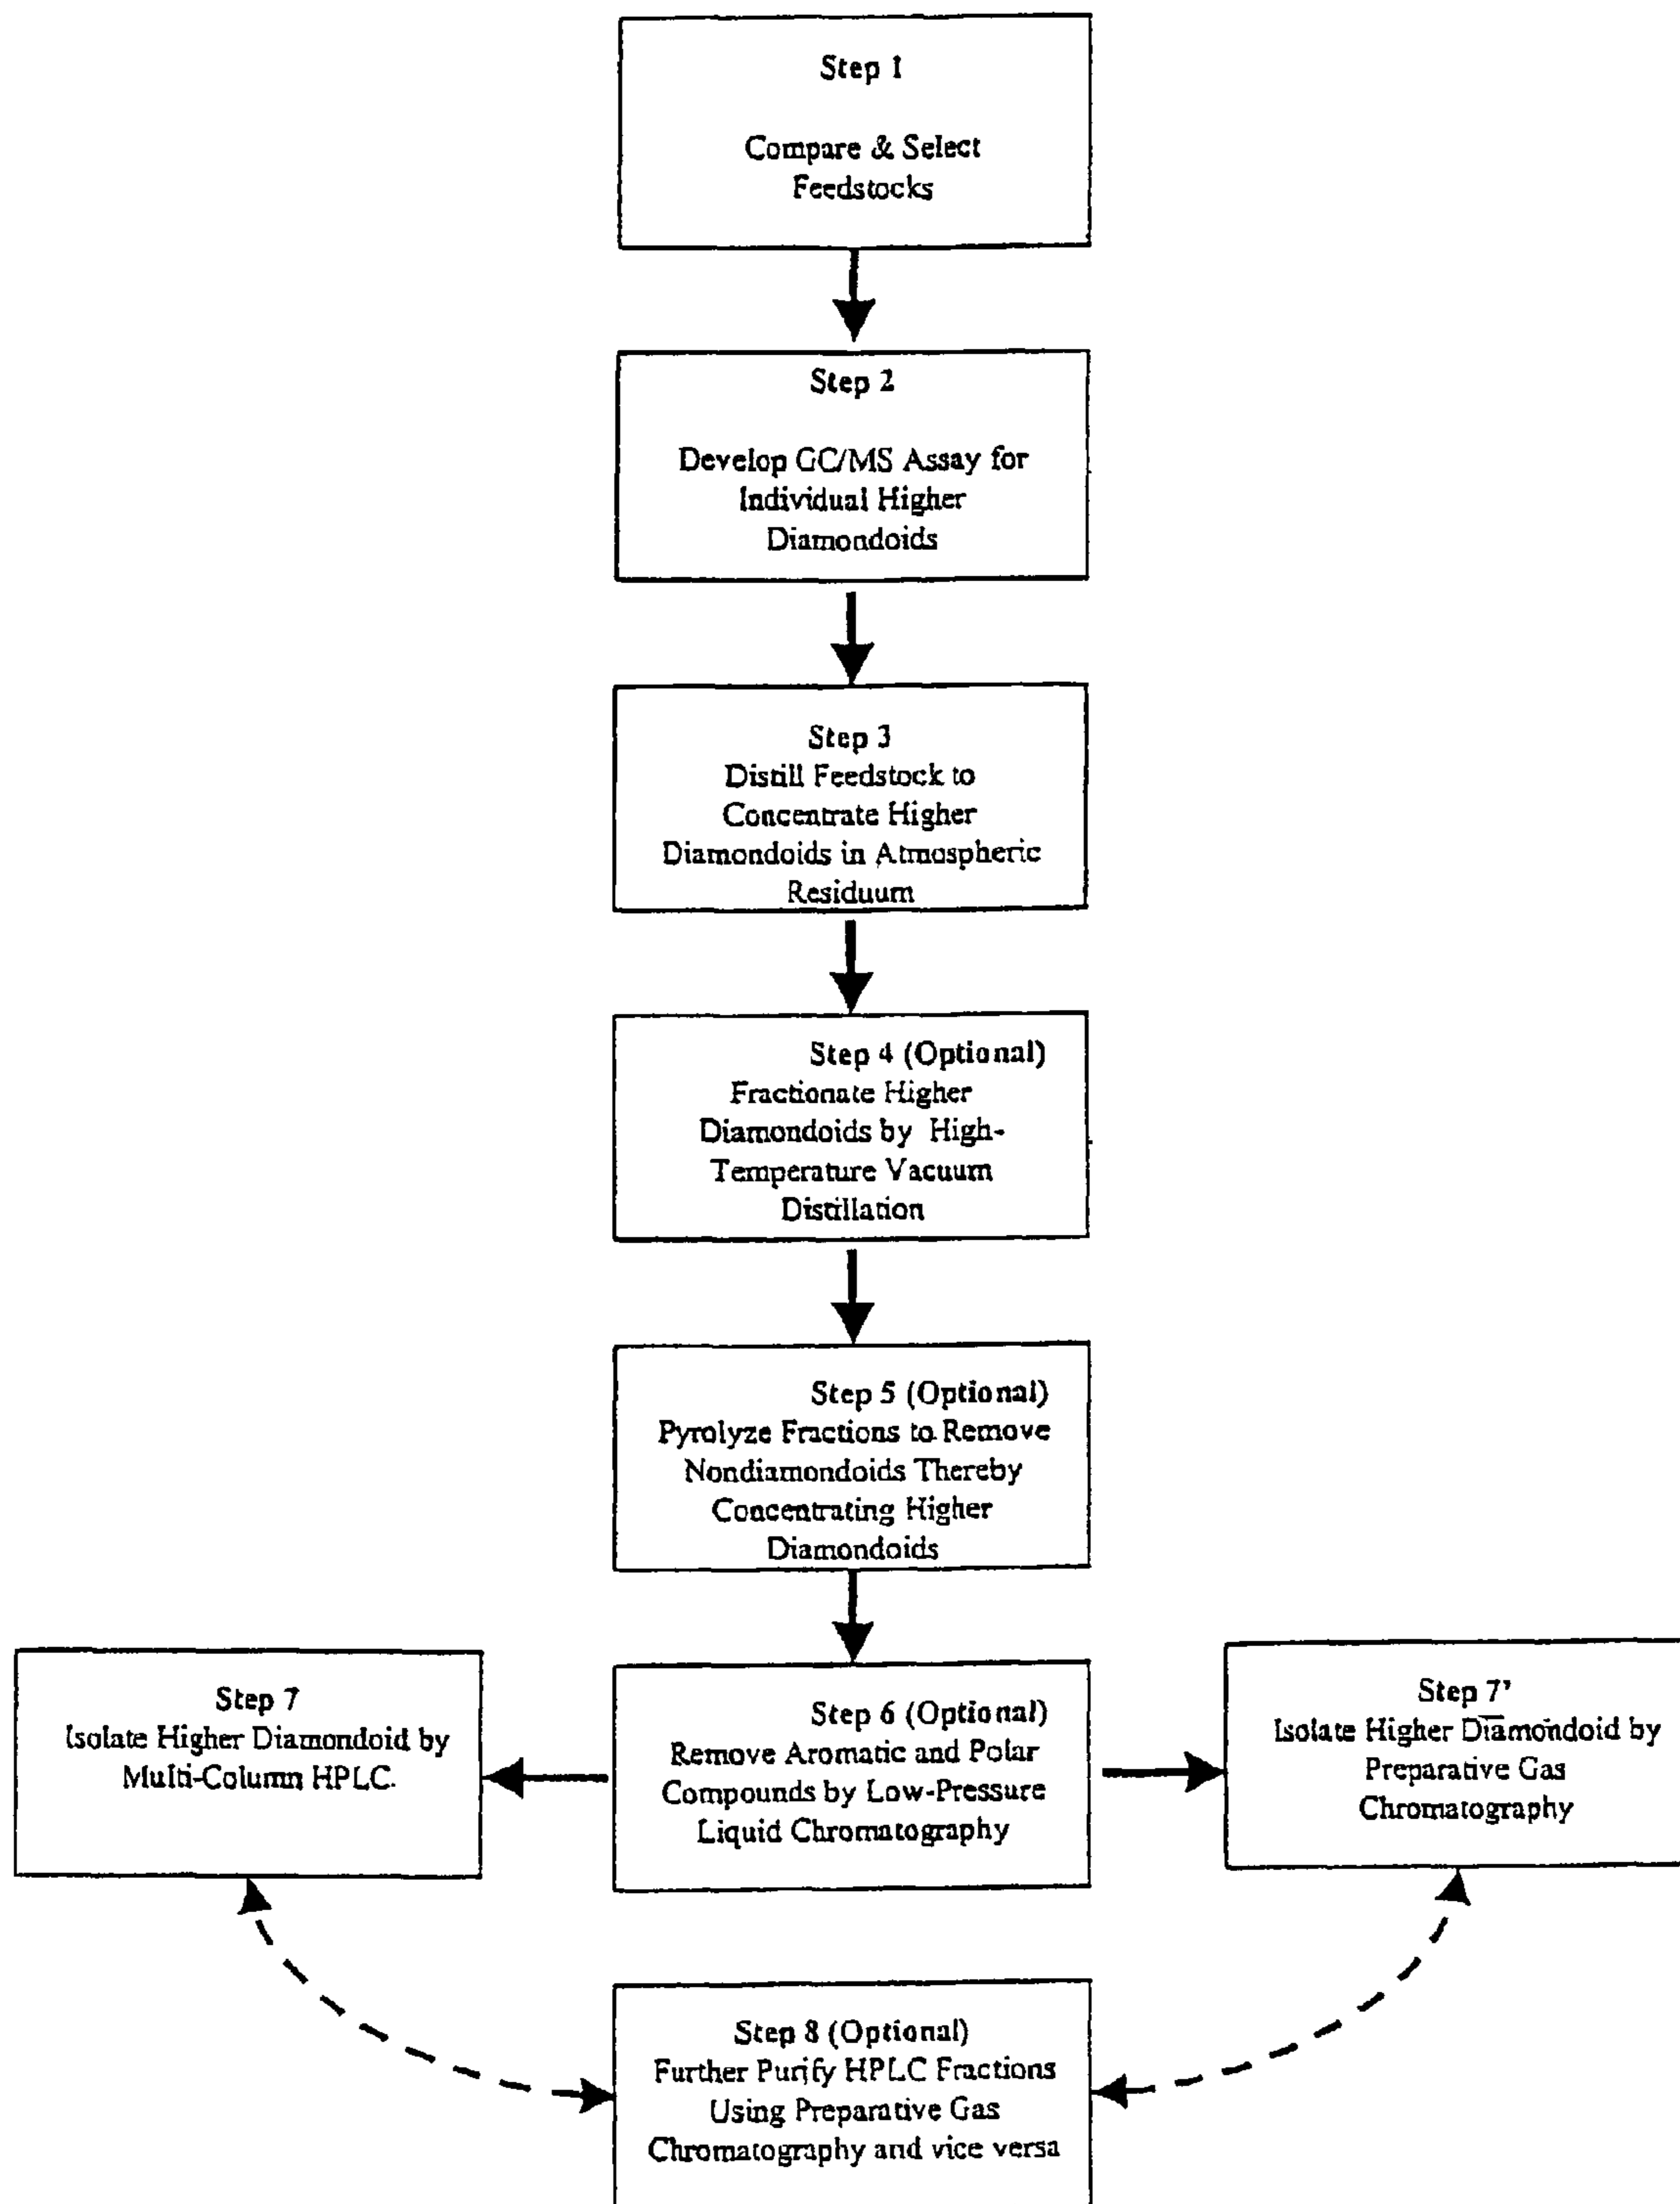 Step 1
Compare & Select
Feedstocks
Step 2
Develop GC/MS Assay for
Individual Higher
Diamondoids
Step 3
Distill Feedstock to
Concentrate Higher
Diamondoids in Atmospheric
Residuum
Step 4 (Optional)
Fractionate Higher
Diamondoids by High-
Temperature Vacuum
Distillation
Step 5 (Optional)
Pyrolyze Fractions to Remove
Nondiamondoids Thereby
Concentrating Higher
Diamondoids
Step 6 (Optional)
Remove Aromatic and Polar
Compounds by Low-Pressure
Liquid Chromatography
Step 7
Isolate Higher Diamondoid by
Multi-Column HPLC.
Step 7'
Isolate Higher Diamondoid by
Preparative Gas
Chromatography
Step 8 (Optional)
Further Purify HPLC Fractions
Using Preparative Gas
Chromatography and vice versa